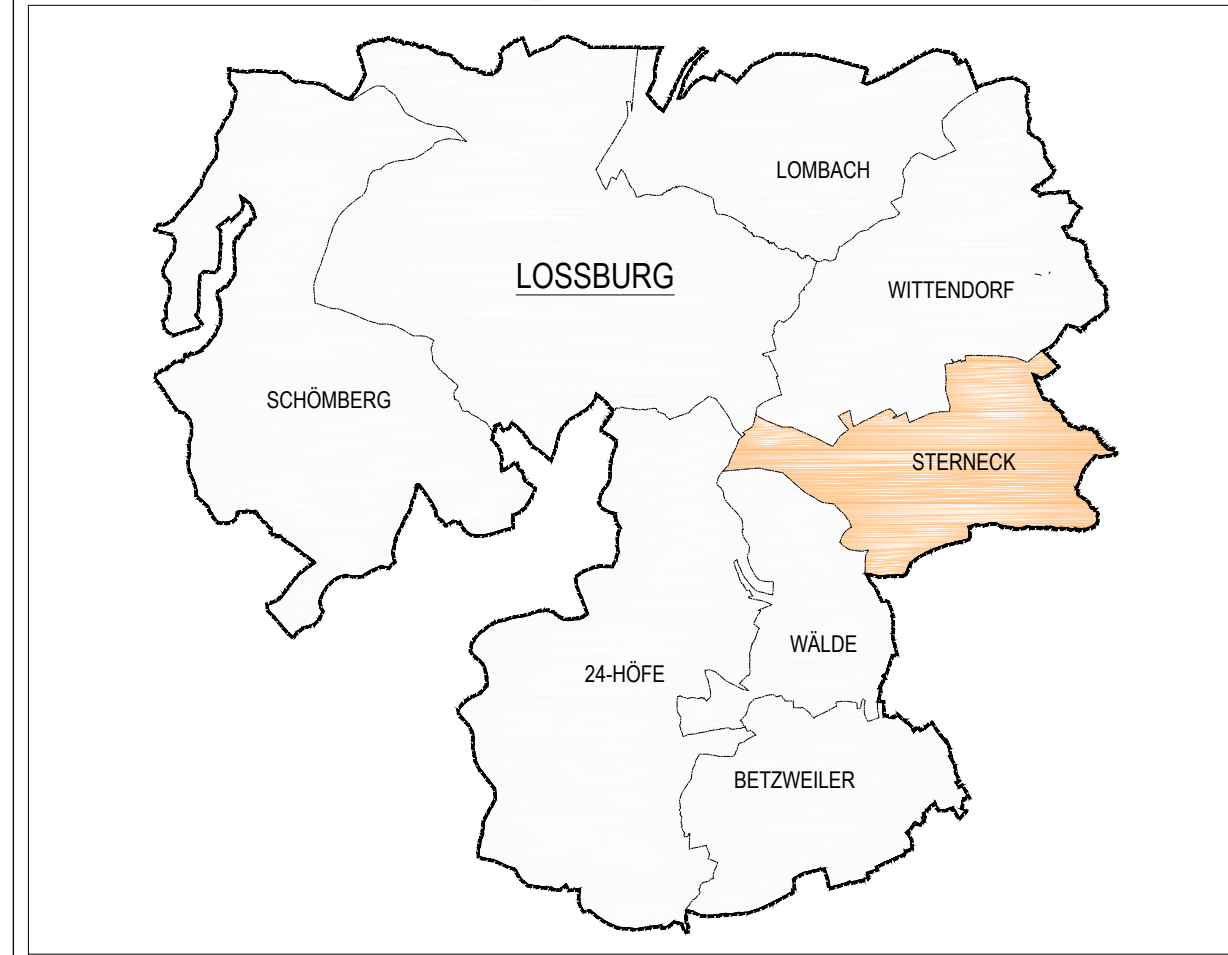 LOMBACH
LOSSBURG
WITTENDORF
SCHÖMBERG
STERNECK
WÄLDE
24-HÖFE
BETZWEILER